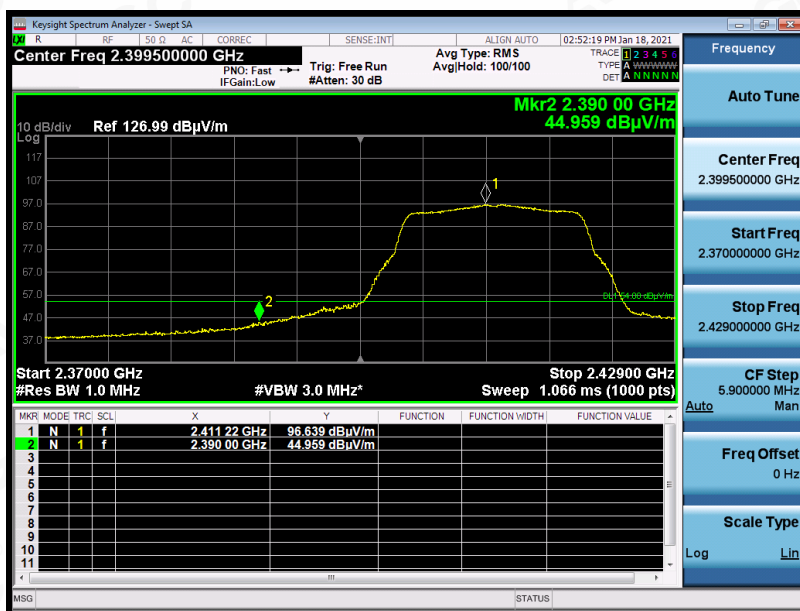 Keysight Spectrum Analyzer - Swept SA
LXI R RF 50 Ω AC CORREC SENSE:INT ALIGN AUTO 02:52:19 PM Jan 18, 2021
Center Freq 2.399500000 GHz
PNO: Fast
IFGain:Low
Trig: Free Run
#Atten: 30 dB
Avg Type: RMS
Avg|Hold: 100/100
TRACE 1 2 3 4 5 6
TYPE A WWWWW
DET A N N N N N
Mkr2 2.390 00 GHz
44.959 dBµV/m
10 dB/div Ref 126.99 dBµV/m
Log
117
107
97.0
87.0
77.0
67.0
57.0
47.0
37.0
1
2
DL1 54.00 dBµV/m
Start 2.37000 GHz Stop 2.42900 GHz
#Res BW 1.0 MHz #VBW 3.0 MHz* Sweep 1.066 ms (1000 pts)
MKR MODE TRC SCL X Y FUNCTION FUNCTION WIDTH FUNCTION VALUE
1 N 1 f 2.411 22 GHz 96.639 dBµV/m
2 N 1 f 2.390 00 GHz 44.959 dBµV/m
3
4
5
6
7
8
9
10
11
MSG STATUS
Frequency
Auto Tune
Center Freq
2.399500000 GHz
Start Freq
2.370000000 GHz
Stop Freq
2.429000000 GHz
CF Step
5.900000 MHz
Auto Man
Freq Offset
0 Hz
Scale Type
Log Lin